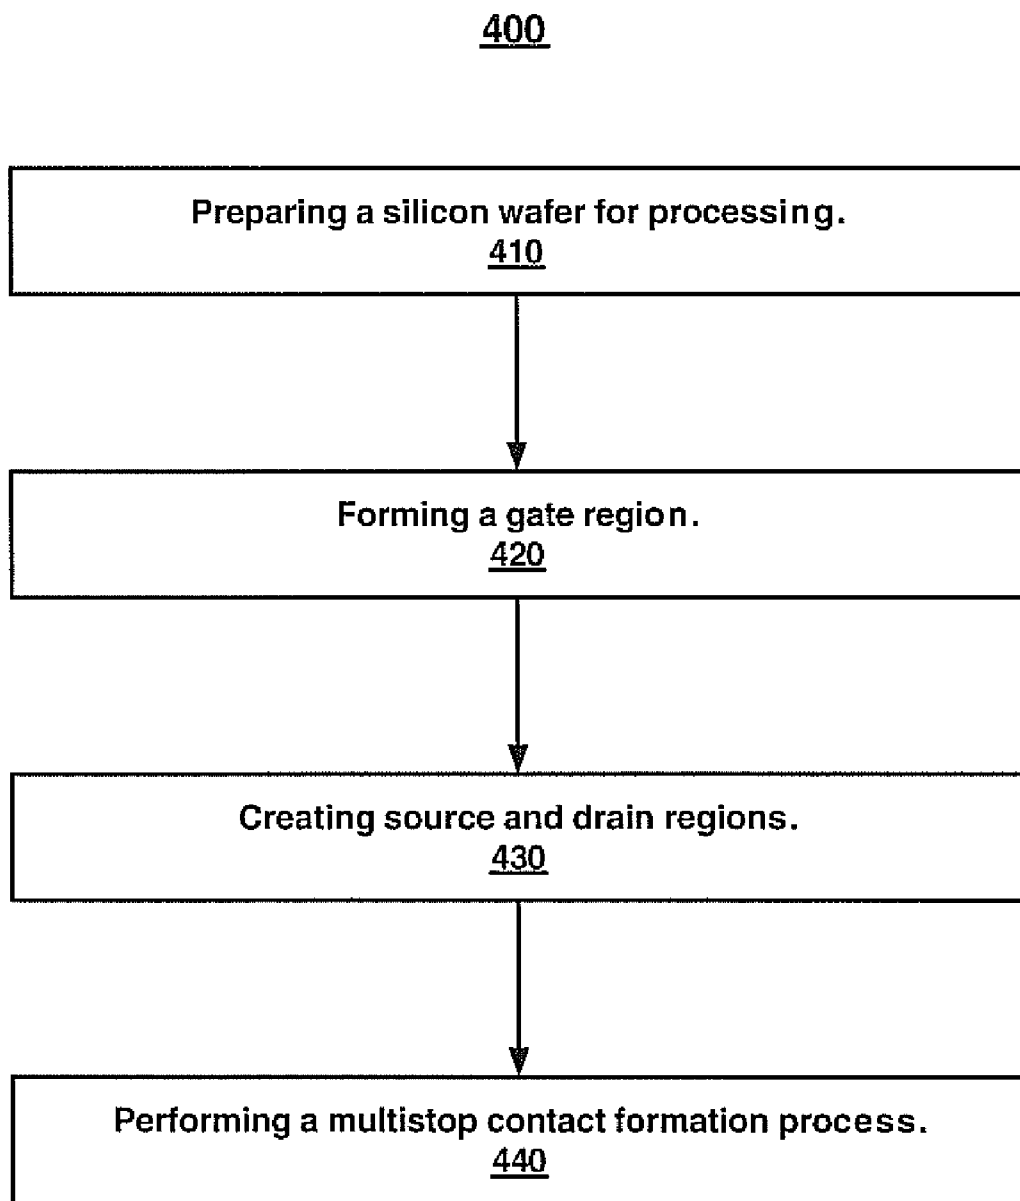 400
Preparing a silicon wafer for processing.
410
Forming a gate region.
420
Creating source and drain regions.
430
Performing a multistop contact formation process.
440